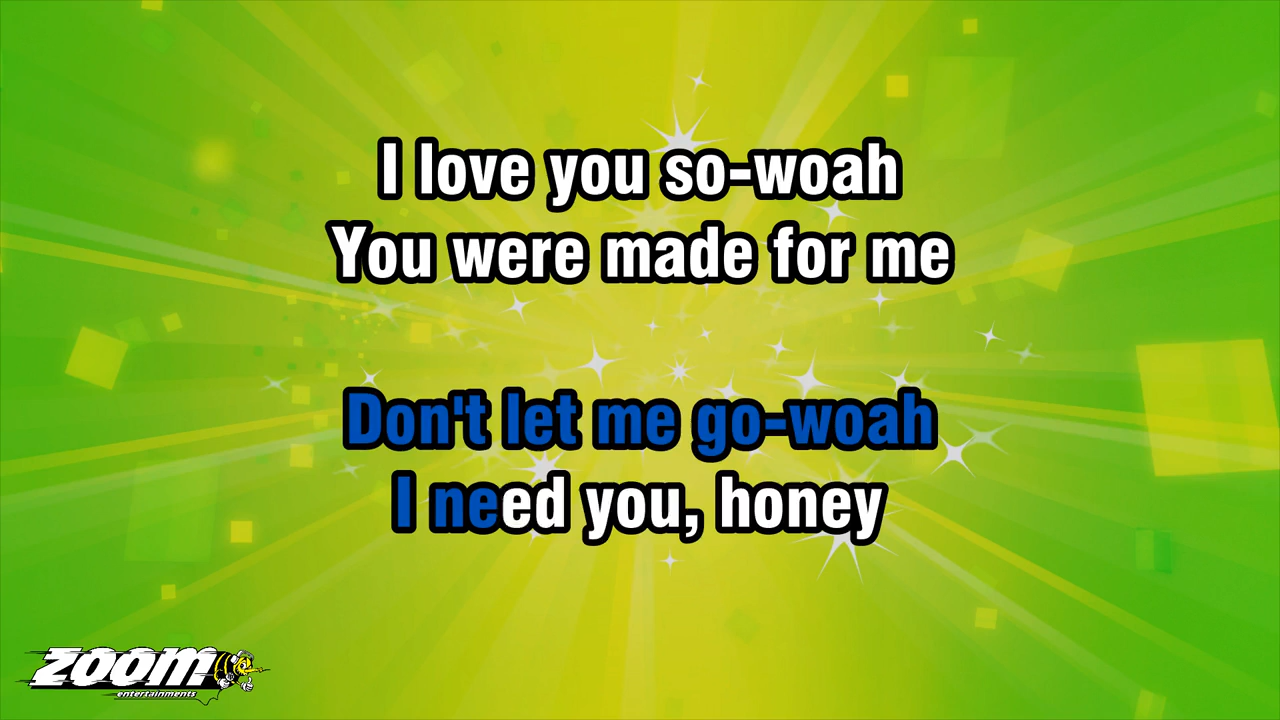 I love you so-woah
You were made for me
Don't let me go-woah
I need you, honey
zoom
entertainments